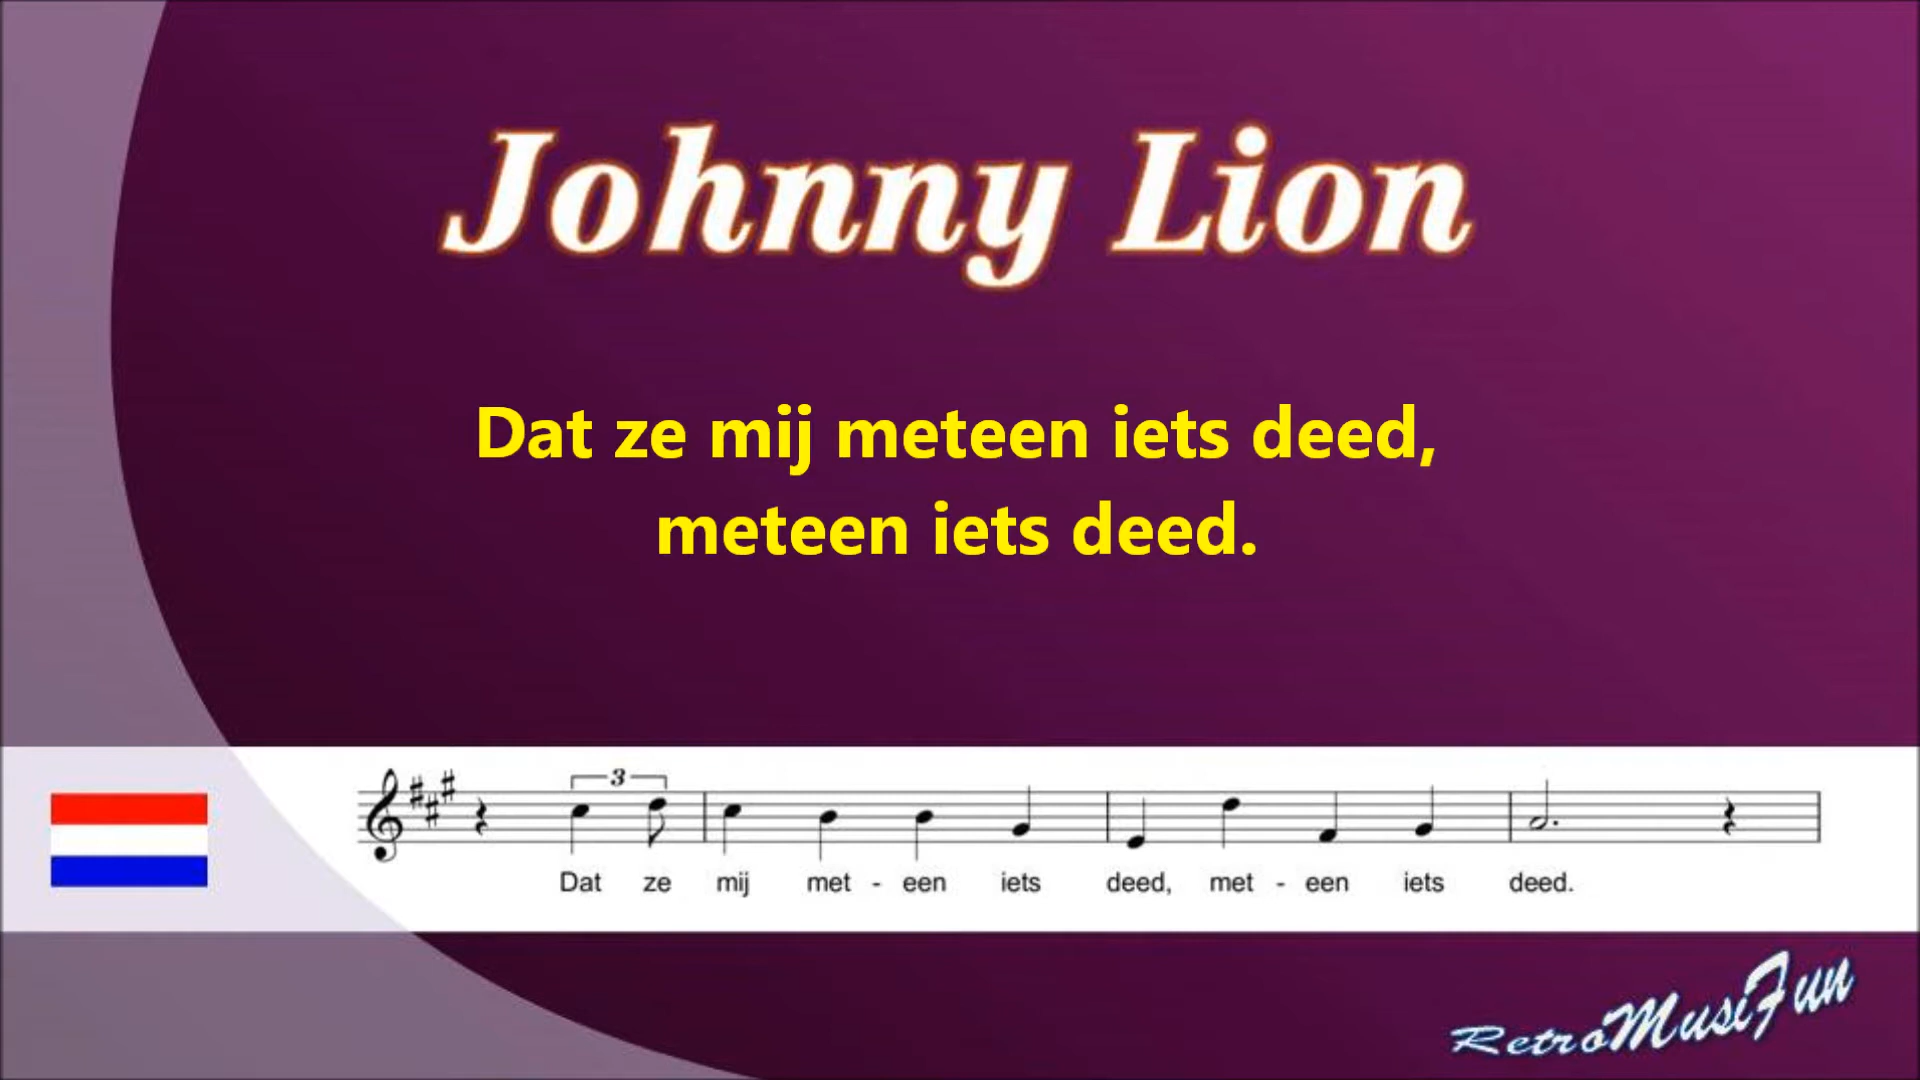 Johnny Lion
Dat ze mij meteen iets deed,
meteen iets deed.
3
Dat ze mij met - een iets deed, met - een iets deed.
RetroMusiFun